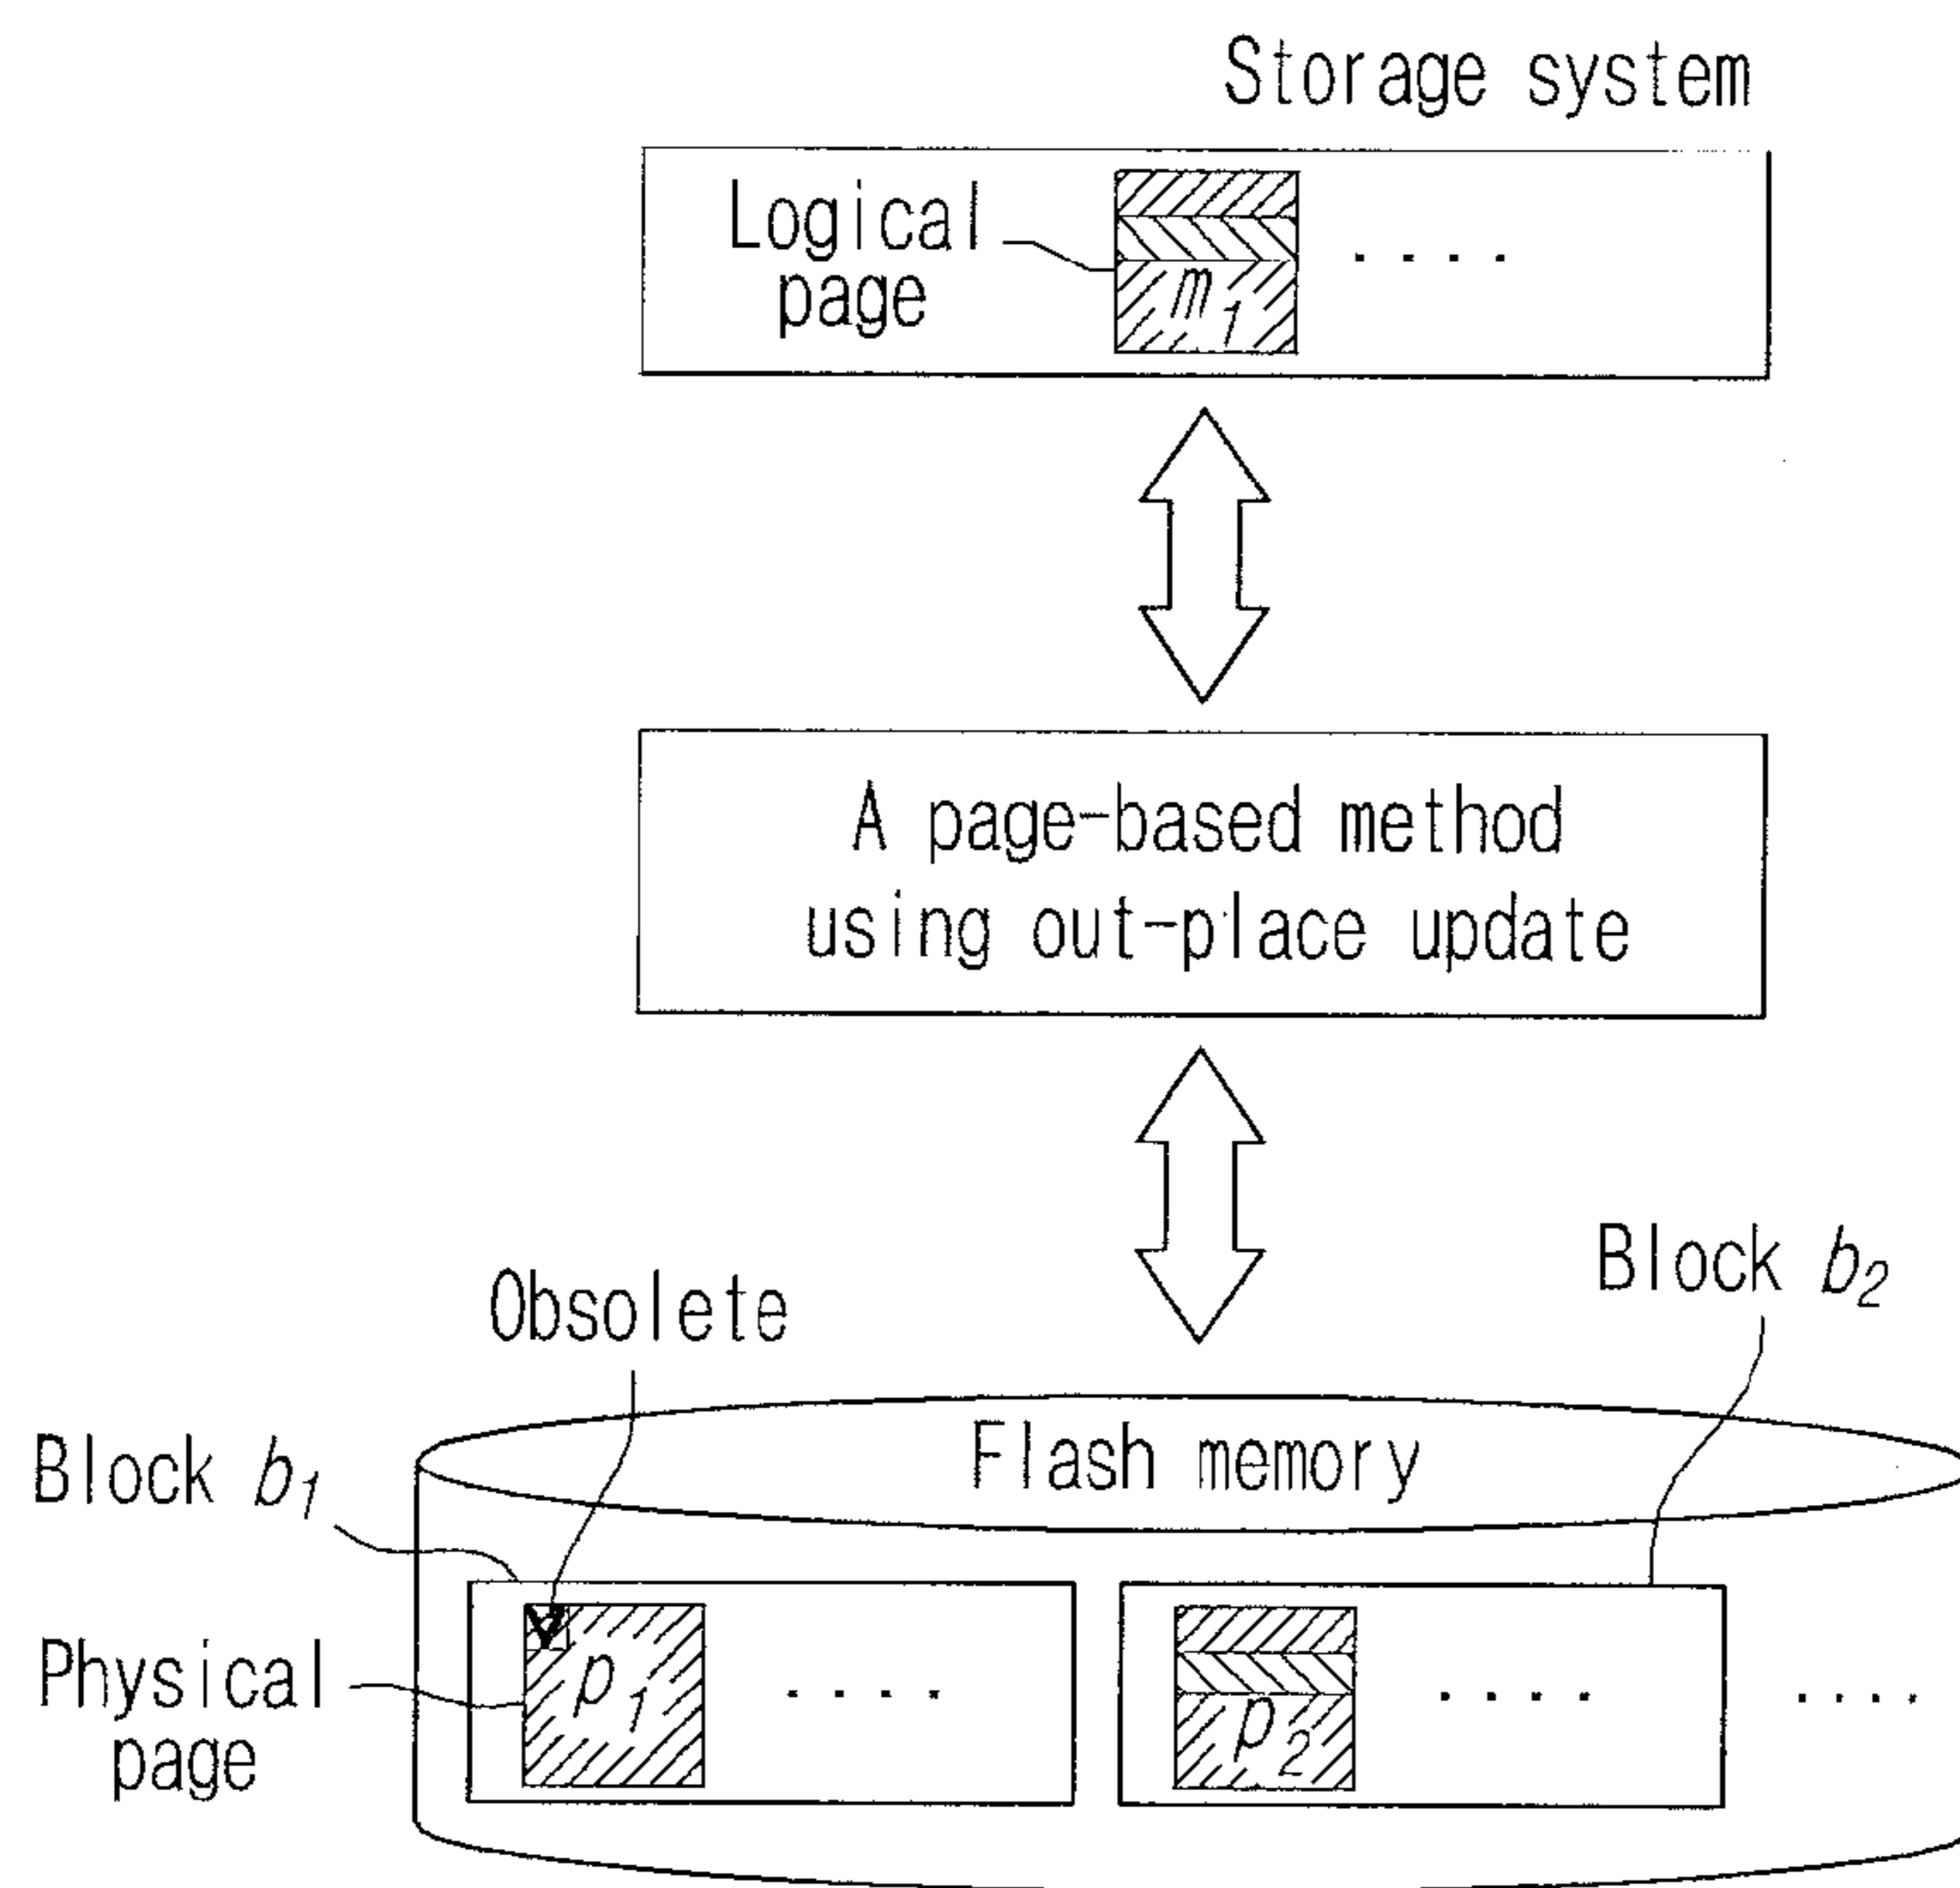 Storage system
Logical
page
m1
....
A page-based method
using out-place update
Obsolete
Block b2
Block b1
Flash memory
Physical
page
p1
....
p2
....
....